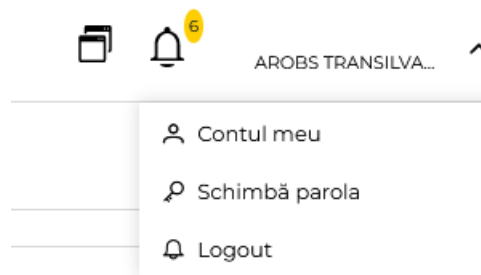 6
AROBS TRANSILVA...
Contul meu
Schimbă parola
Logout